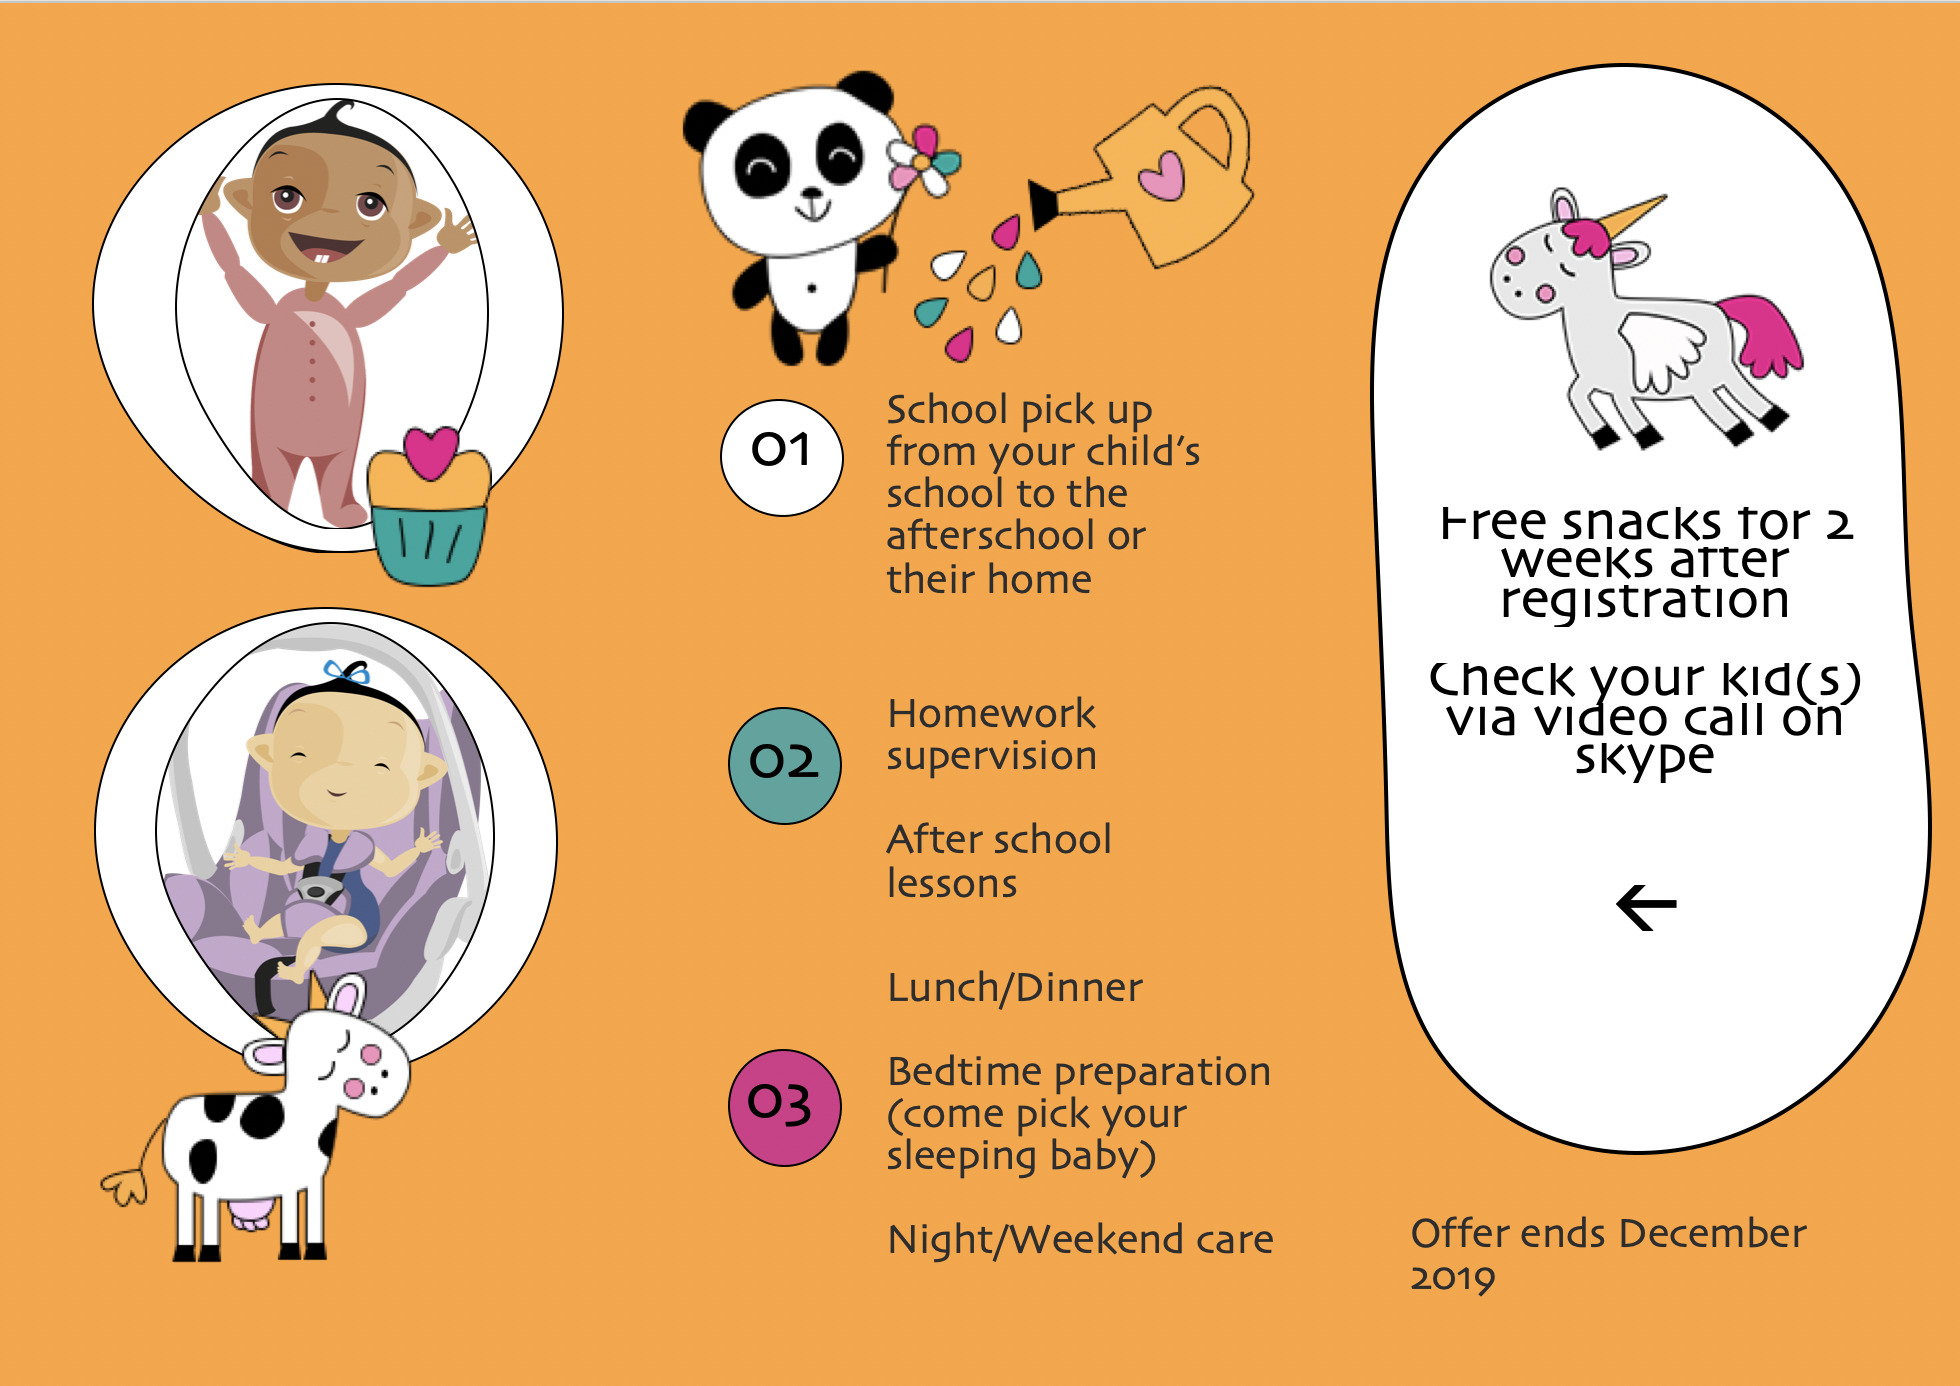 01
School pick up
from your child's
school to the
afterschool or
their home
02
Homework
supervision
After school
lessons
Lunch/Dinner
03
Bedtime preparation
(come pick your
sleeping baby)
Night/Weekend care
Free snacks for 2
weeks after
registration
Check your kid(s)
via video call on
skype
←
Offer ends December
2019